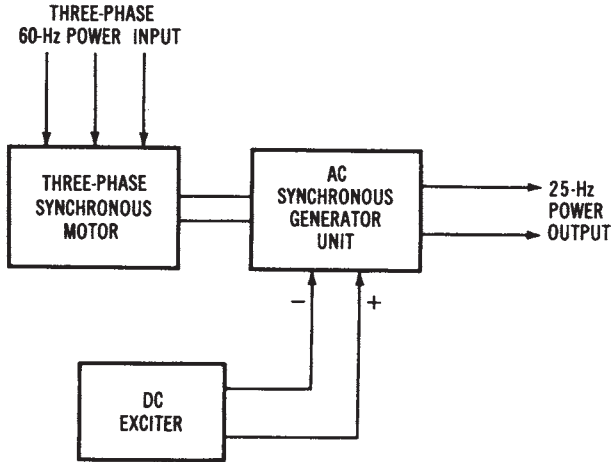 THREE-PHASE
60-Hz POWER INPUT
THREE-PHASE
SYNCHRONOUS
MOTOR
AC
SYNCHRONOUS
GENERATOR
UNIT
25-Hz
POWER
OUTPUT
-
+
DC
EXCITER